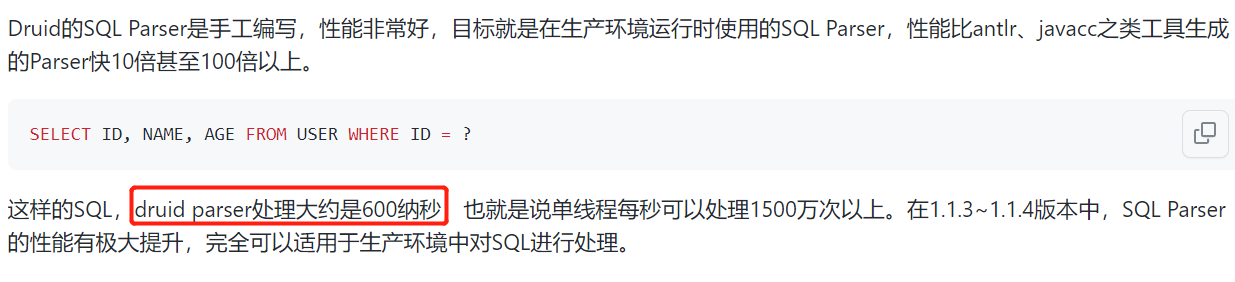 Druid的SQL Parser是手工编写，性能非常好，目标就是在生产环境运行时使用的SQL Parser，性能比antlr、javacc之类工具生成
的Parser快10倍甚至100倍以上。
SELECT ID, NAME, AGE FROM USER WHERE ID = ?
这样的SQL，druid parser处理大约是600纳秒，也就是说单线程每秒可以处理1500万次以上。在1.1.3~1.1.4版本中，SQL Parser
的性能有极大提升，完全可以适用于生产环境中对SQL进行处理。